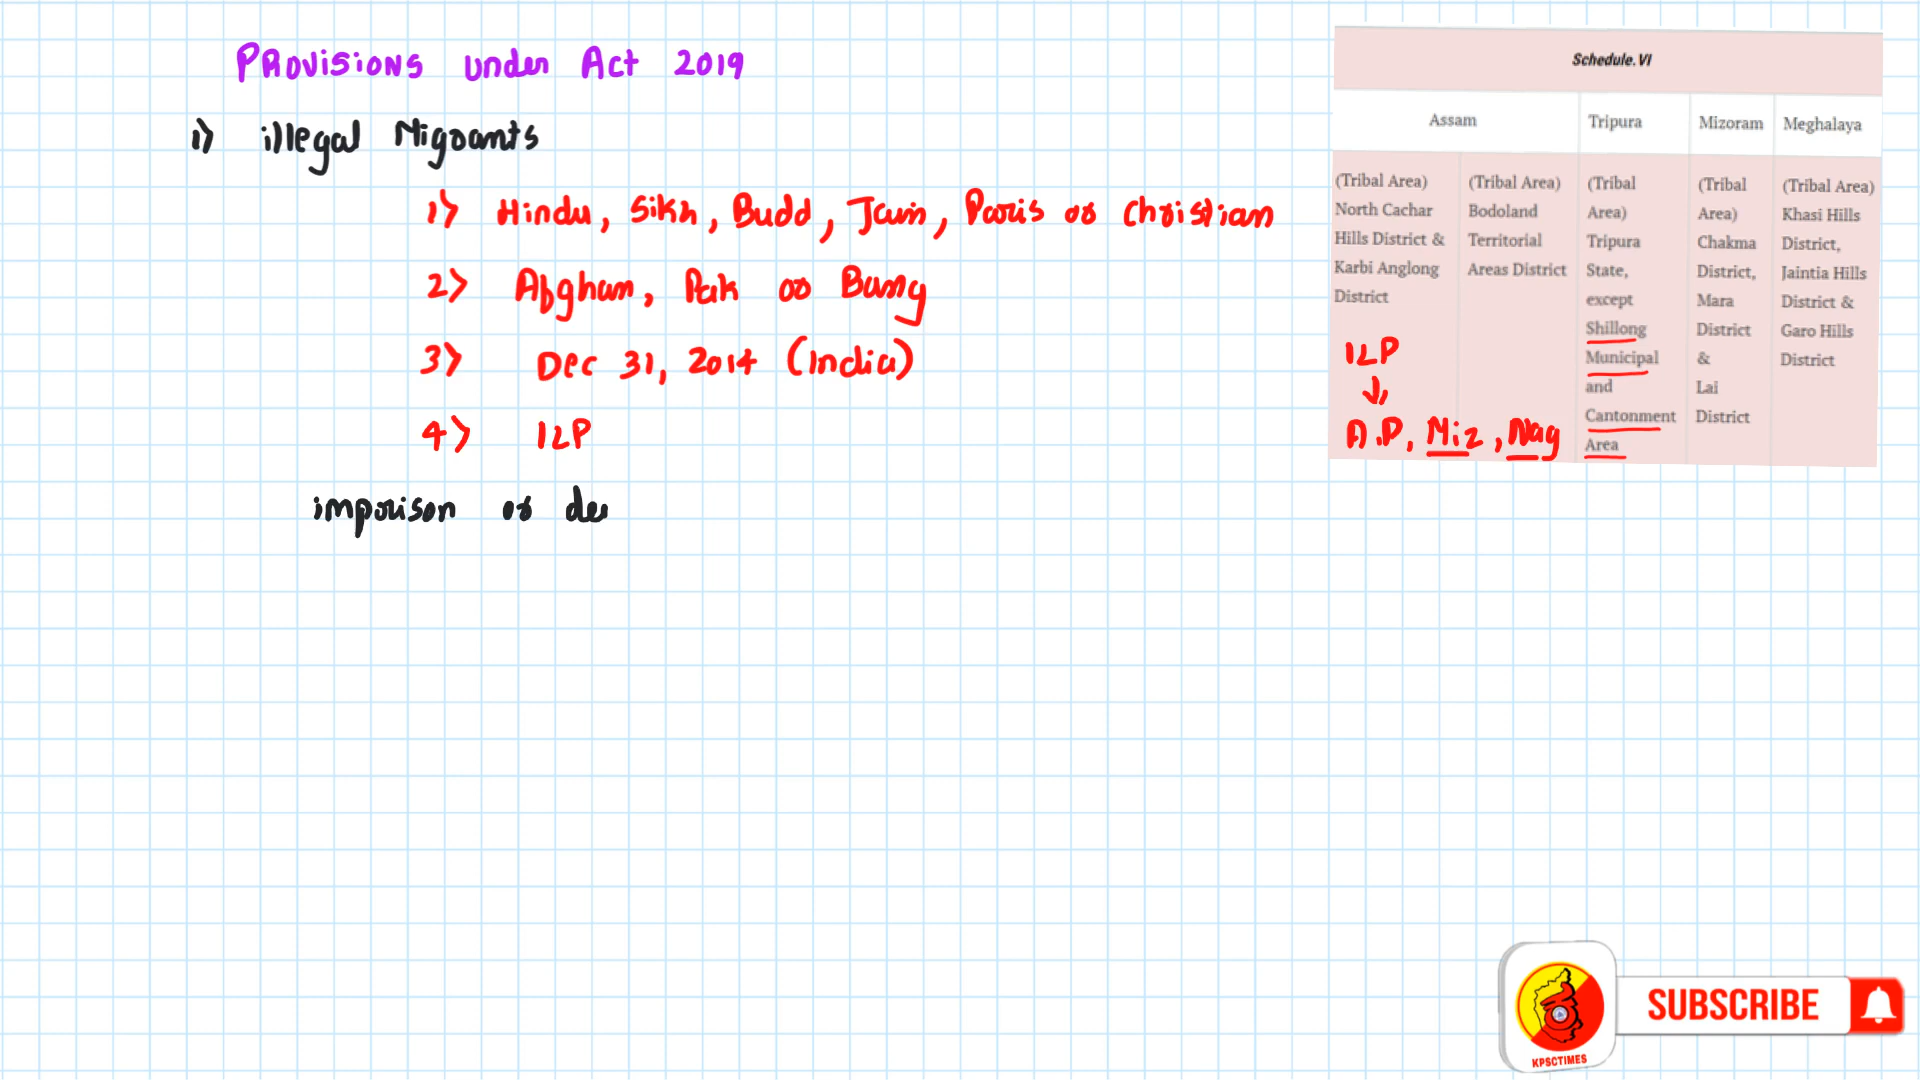 PROVISIONS under Act 2019
1) illegal Migrants
1) Hindu, Sikh, Budd, Jain, Paris or Christian
2) Afghan, Pak or Bang
3) Dec 31, 2014 (India)
4) ILP
imprison or de
Schedule.VI
Assam Tripura Mizoram Meghalaya
(Tribal Area)
North Cachar
Hills District &
Karbi Anglong
District
(Tribal Area)
Bodoland
Territorial
Areas District
(Tribal
Area)
Tripura
State,
except
Shillong
Municipal
and
Cantonment
Area
(Tribal
Area)
Chakma
District,
Mara
District
&
Lai
District
(Tribal Area)
Khasi Hills
District,
Jaintia Hills
District &
Garo Hills
District
ILP
A.P, Miz, Nag
KPSCTIMES
SUBSCRIBE